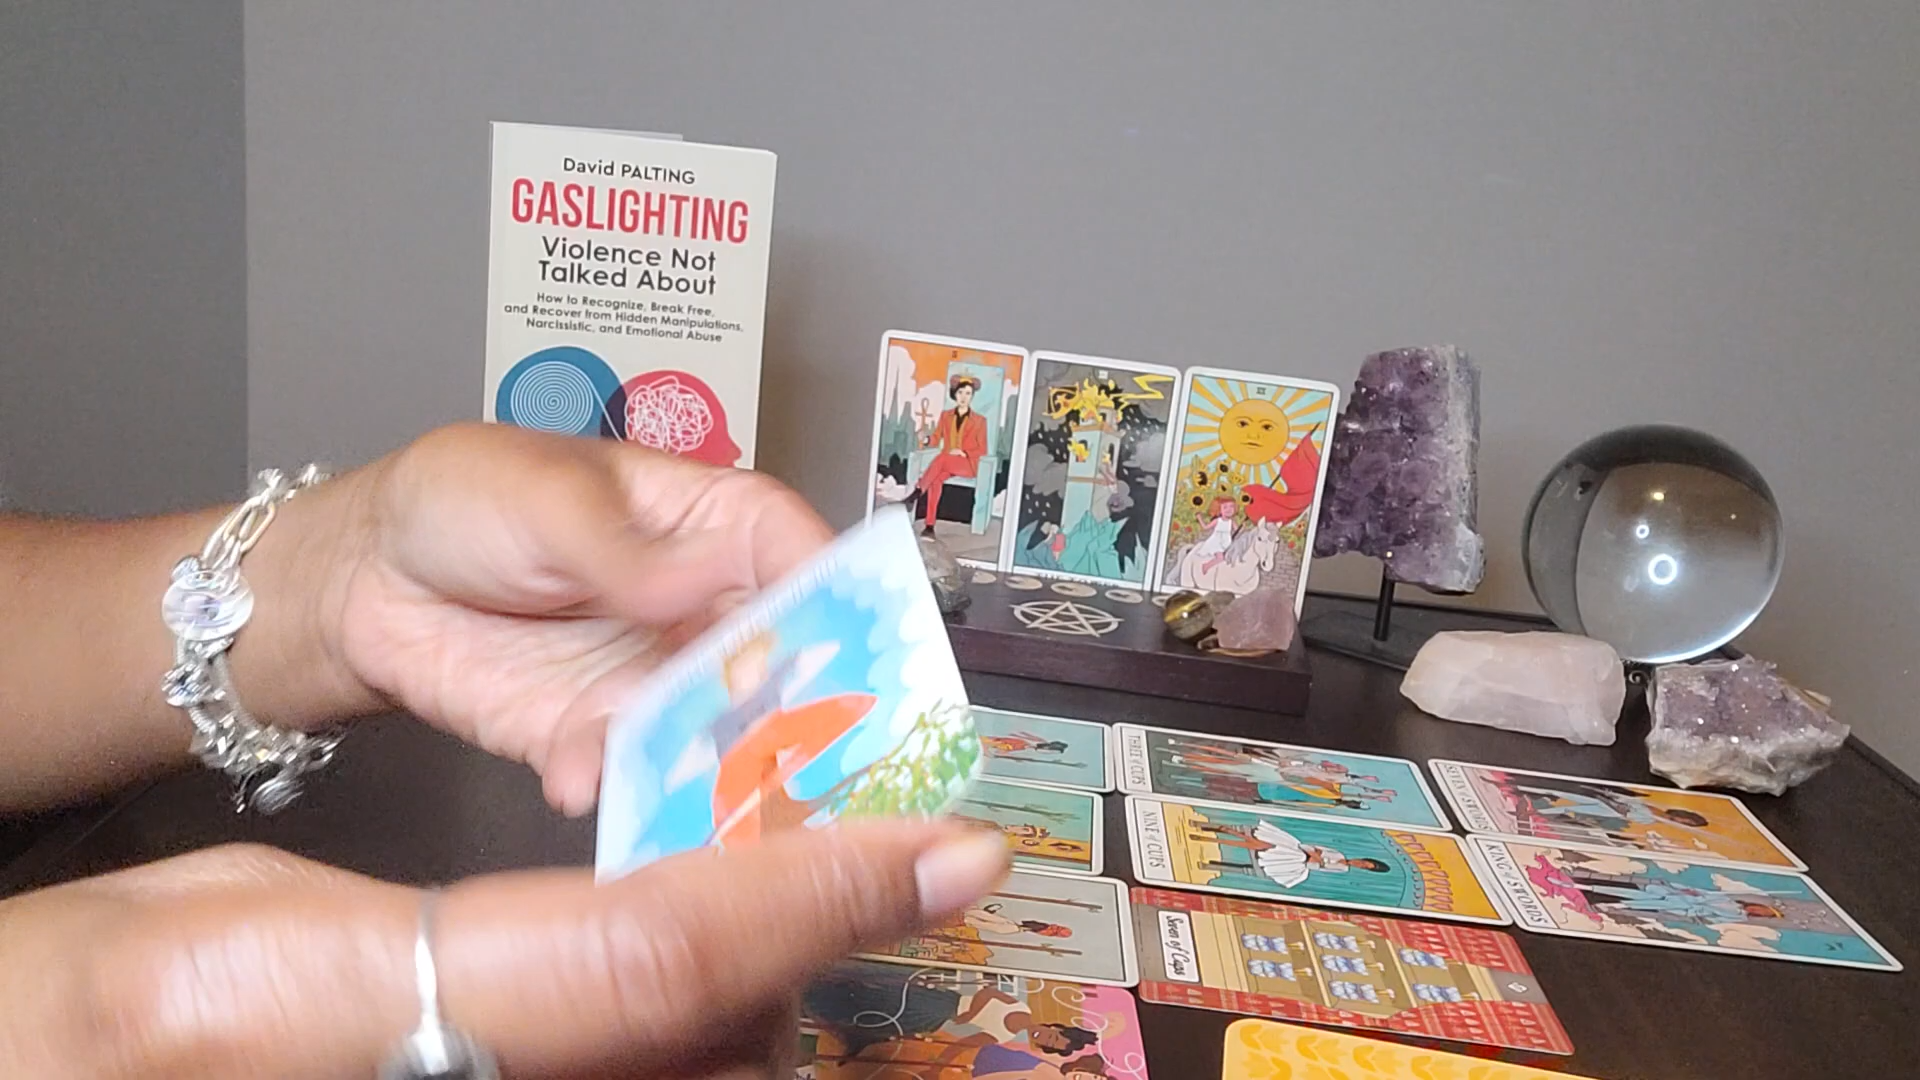 David PALTING
GASLIGHTING
Violence Not
Talked About
How to Recognize, Break Free,
and Recover from Hidden Manipulations,
Narcissistic, and Emotional Abuse
THREE of CUPS
SEVEN of SWORDS
NINE of CUPS
KING of SWORDS
Seven of Cups